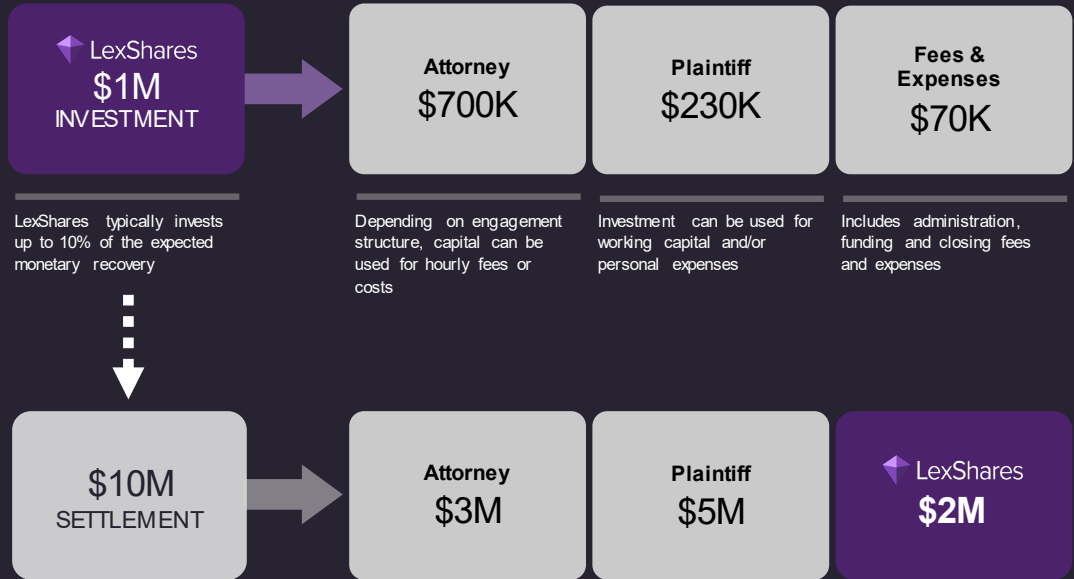 LexShares
$1M
INVESTMENT
Attorney
$700K
Plaintiff
$230K
Fees &
Expenses
$70K
LexShares typically invests
up to 10% of the expected
monetary recovery
Depending on engagement
structure, capital can be
used for hourly fees or
costs
Investment can be used for
working capital and/or
personal expenses
Includes administration,
funding and closing fees
and expenses
$10M
SETTLEMENT
Attorney
$3M
Plaintiff
$5M
LexShares
$2M